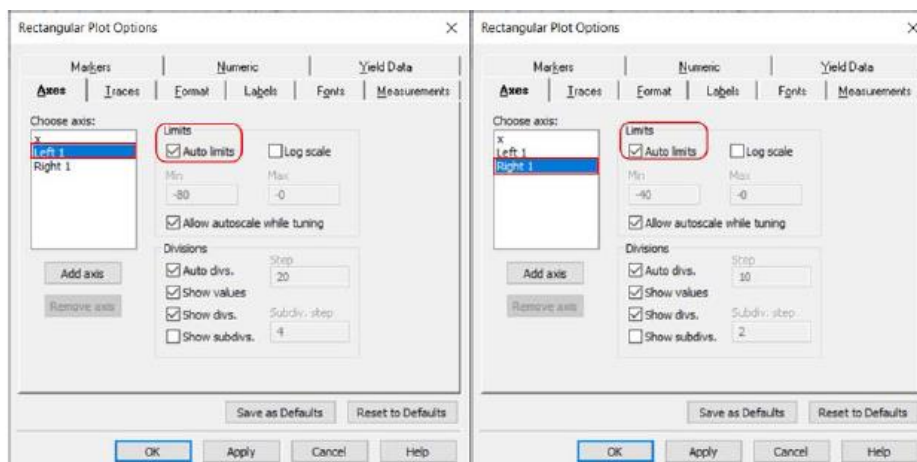 Rectangular Plot Options
Markers Numeric Yield Data
Axes Traces Format Labels Fonts Measurements
Choose axis:
x
Left 1
Right 1
Limits
Auto limits Log scale
Min Max
-80 -0
Allow autoscale while tuning
Divisions
Auto divs. Step
20
Show values
Show divs. Subdiv. step
4
Show subdivs.
Add axis
Remove axis
Save as Defaults Reset to Defaults
OK Apply Cancel Help
Rectangular Plot Options
Markers Numeric Yield Data
Axes Traces Format Labels Fonts Measurements
Choose axis:
x
Left 1
Right 1
Limits
Auto limits Log scale
Min Max
-40 -0
Allow autoscale while tuning
Divisions
Auto divs. Step
10
Show values
Show divs. Subdiv. step
2
Show subdivs.
Add axis
Remove axis
Save as Defaults Reset to Defaults
OK Apply Cancel Help